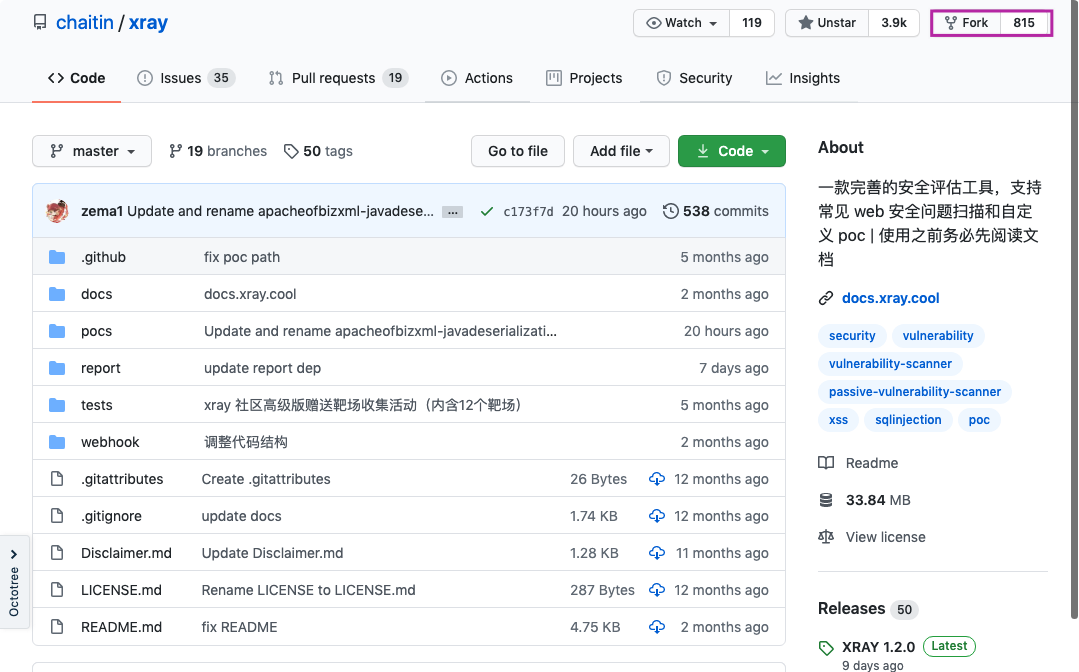 chaitin / xray
Watch 119 Unstar 3.9k Fork 815
Code Issues 35 Pull requests 19 Actions Projects Security Insights
master 19 branches 50 tags Go to file Add file Code
zema1 Update and rename apacheofbizxml-javadese... ... c173f7d 20 hours ago 538 commits
.github fix poc path 5 months ago
docs docs.xray.cool 2 months ago
pocs Update and rename apacheofbizxml-javadeserializati... 20 hours ago
report update report dep 7 days ago
tests xray 社区高级版赠送靶场收集活动（内含12个靶场） 5 months ago
webhook 调整代码结构 2 months ago
.gitattributes Create .gitattributes 26 Bytes 12 months ago
.gitignore update docs 1.74 KB 12 months ago
Disclaimer.md Update Disclaimer.md 1.28 KB 11 months ago
LICENSE.md Rename LICENSE to LICENSE.md 287 Bytes 12 months ago
README.md fix README 4.75 KB 2 months ago
Octotree
About
一款完善的安全评估工具，支持
常见 web 安全问题扫描和自定
义 poc | 使用之前务必先阅读文
档
docs.xray.cool
security vulnerability
vulnerability-scanner
passive-vulnerability-scanner
xss sqlinjection poc
Readme
33.84 MB
View license
Releases 50
XRAY 1.2.0 Latest
9 days ago